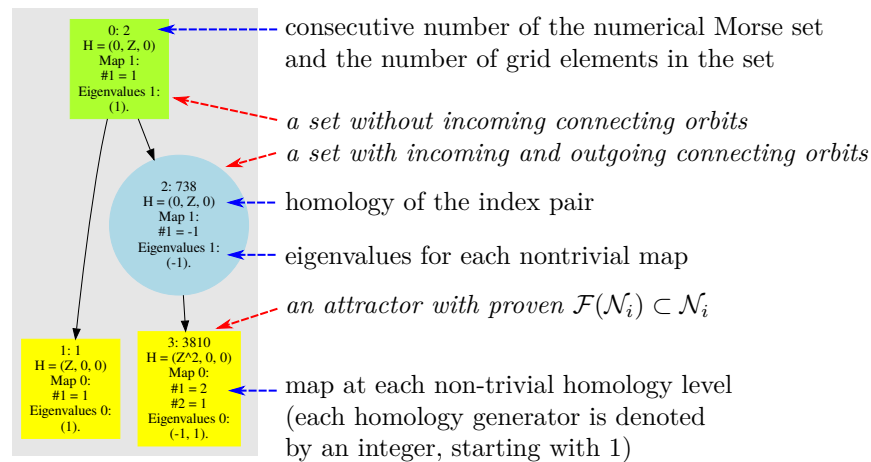 0: 2
H = (0, Z, 0)
Map 1:
#1 = 1
Eigenvalues 1:
(1).
consecutive number of the numerical Morse set
and the number of grid elements in the set
a set without incoming connecting orbits
a set with incoming and outgoing connecting orbits
2: 738
H = (0, Z, 0)
Map 1:
#1 = -1
Eigenvalues 1:
(-1).
homology of the index pair
eigenvalues for each nontrivial map
an attractor with proven 𝓕(𝓝ᵢ) ⊂ 𝓝ᵢ
1: 1
H = (Z, 0, 0)
Map 0:
#1 = 1
Eigenvalues 0:
(1).
3: 3810
H = (Z^2, 0, 0)
Map 0:
#1 = 2
#2 = 1
Eigenvalues 0:
(-1, 1).
map at each non-trivial homology level
(each homology generator is denoted
by an integer, starting with 1)